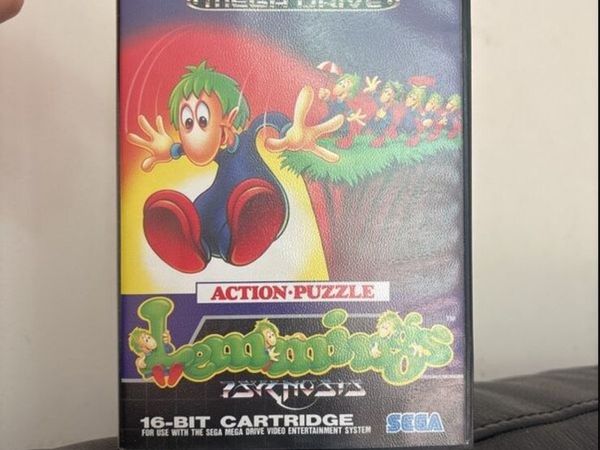 MEGA DRIVE
ACTION•PUZZLE
Lemmings
TM
PSYGNOSIS
16-BIT CARTRIDGE
FOR USE WITH THE SEGA MEGA DRIVE VIDEO ENTERTAINMENT SYSTEM
SEGA